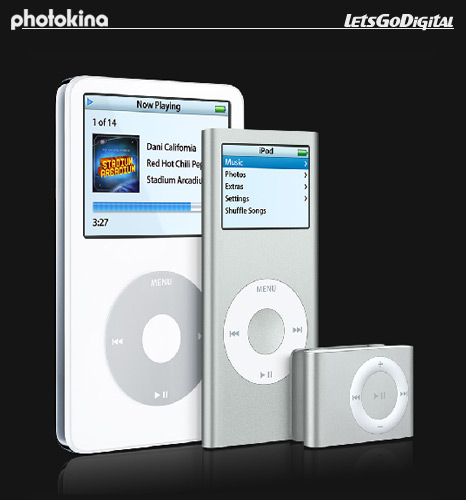 photokina
LETSGODIGITAL
Now Playing
1 of 14
STADIUM
ARCADIUM
Dani California
Red Hot Chili Pep
Stadium Arcadiu
3:27
MENU
iPod
Music
Photos
Extras
Settings
Shuffle Songs
MENU